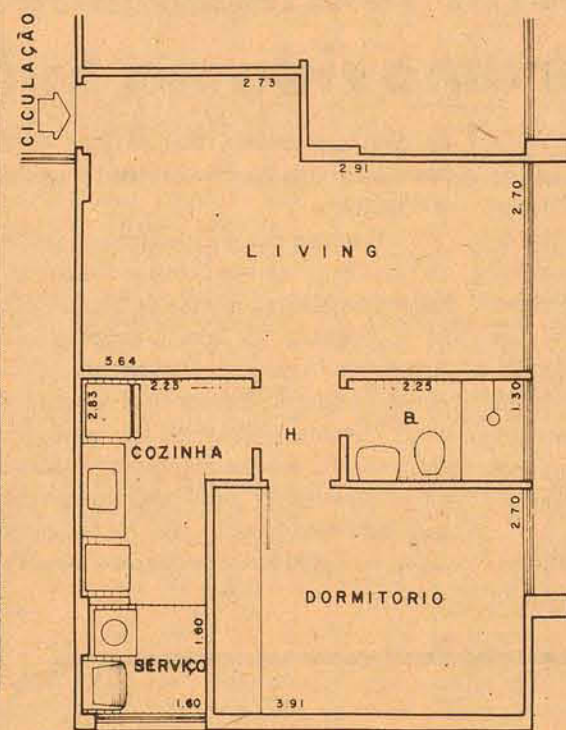 CICULAÇÃO
2.73
2.91
2.70
LIVING
5.64
2.23
2.25
1.30
2.83
B.
H
COZINHA
2.70
DORMITORIO
1.60
SERVIÇO
1.60
3.91